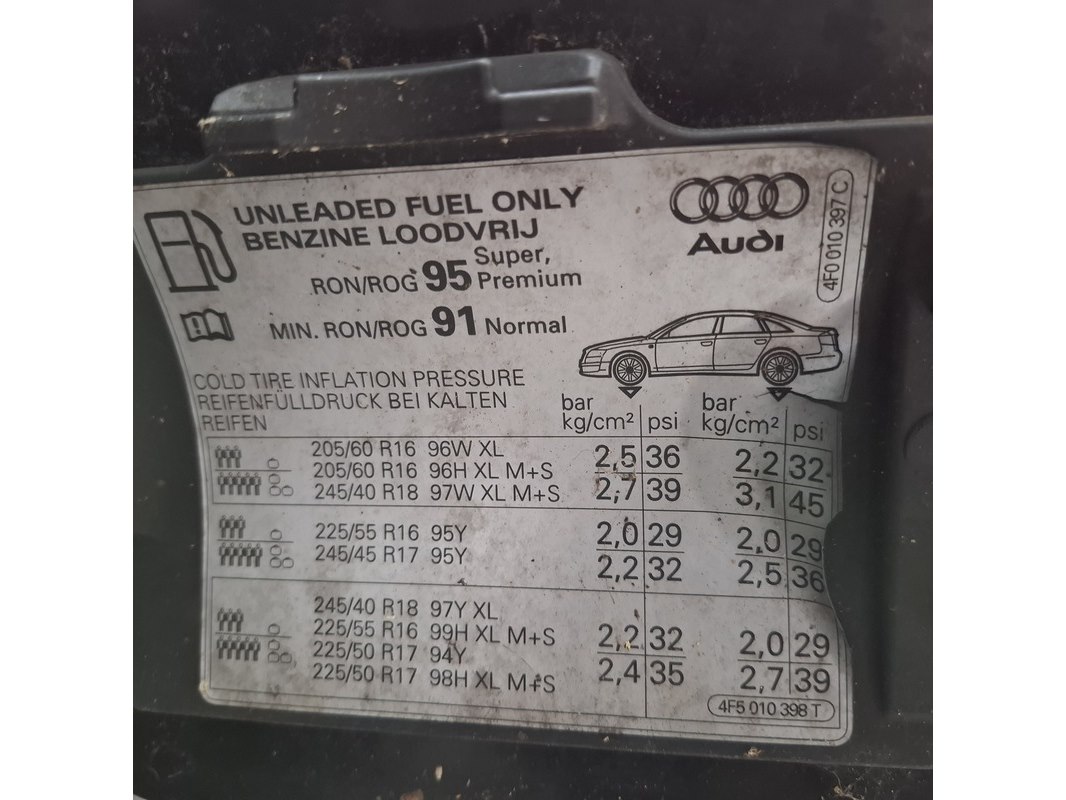 UNLEADED FUEL ONLY
BENZINE LOODVRIJ
RON/ROG 95 Super, Premium
MIN. RON/ROG 91 Normal
Audi
4F0 010 397 C
COLD TIRE INFLATION PRESSURE
REIFENFÜLLDRUCK BEI KALTEN
REIFEN
bar kg/cm² psi bar kg/cm² psi
205/60 R16 96W XL
205/60 R16 96H XL M+S
245/40 R18 97W XL M+S
2,5 36 2,2 32
2,7 39 3,1 45
225/55 R16 95Y
245/45 R17 95Y
2,0 29 2,0 29
2,2 32 2,5 36
245/40 R18 97Y XL
225/55 R16 99H XL M+S
225/50 R17 94Y
225/50 R17 98H XL M+S
2,2 32 2,0 29
2,4 35 2,7 39
4F5 010 398 T